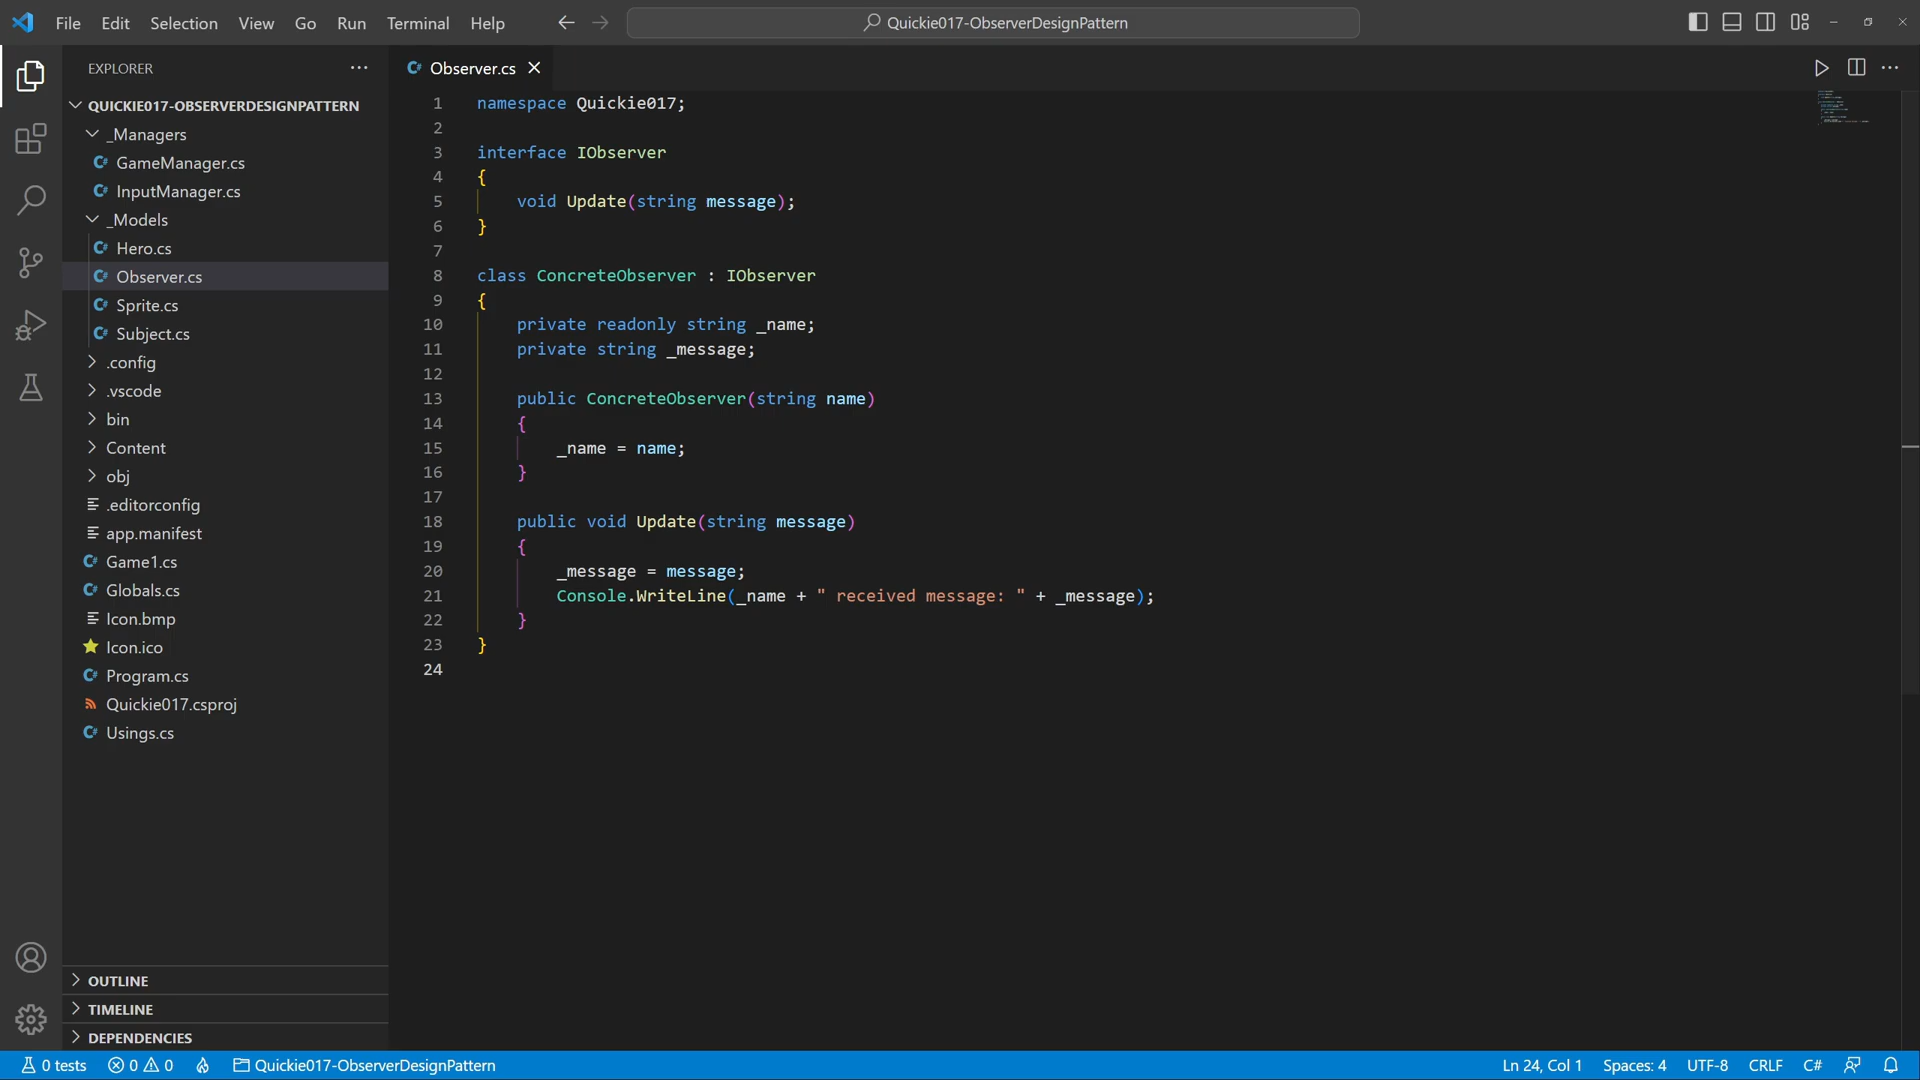 File Edit Selection View Go Run Terminal Help
Quickie017-ObserverDesignPattern
EXPLORER
Observer.cs
QUICKIE017-OBSERVERDESIGNPATTERN
_Managers
C# GameManager.cs
C# InputManager.cs
_Models
C# Hero.cs
C# Observer.cs
C# Sprite.cs
C# Subject.cs
.config
.vscode
bin
Content
obj
.editorconfig
app.manifest
C# Game1.cs
C# Globals.cs
Icon.bmp
Icon.ico
C# Program.cs
Quickie017.csproj
C# Usings.cs
OUTLINE
TIMELINE
DEPENDENCIES
1 namespace Quickie017;
2
3 interface IObserver
4 {
5     void Update(string message);
6 }
7
8 class ConcreteObserver : IObserver
9 {
10     private readonly string _name;
11     private string _message;
12
13     public ConcreteObserver(string name)
14     {
15         _name = name;
16     }
17
18     public void Update(string message)
19     {
20         _message = message;
21         Console.WriteLine(_name + " received message: " + _message);
22     }
23 }
24
0 tests 0 0 Quickie017-ObserverDesignPattern Ln 24, Col 1 Spaces: 4 UTF-8 CRLF C#